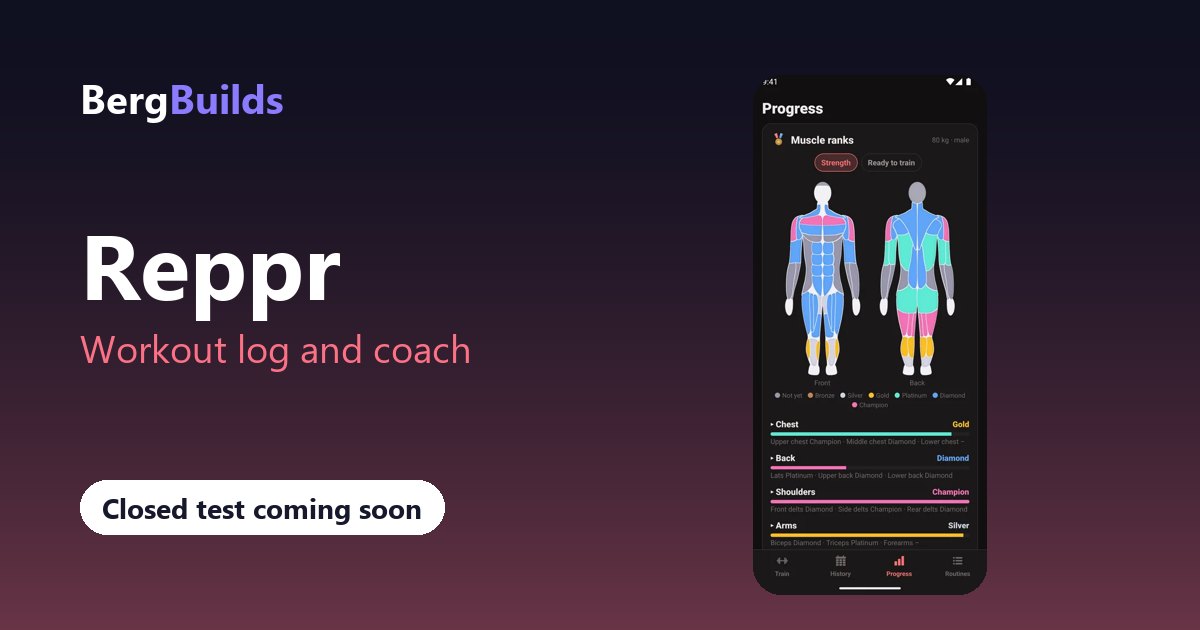 BergBuilds
Reppr
Workout log and coach
Closed test coming soon
9:41
Progress
Muscle ranks
80 kg · male
Strength
Ready to train
Front
Back
Not yet Bronze Silver Gold Platinum Diamond
Champion
Chest
Gold
Upper chest Champion · Middle chest Diamond · Lower chest –
Back
Diamond
Lats Platinum · Upper back Diamond · Lower back Diamond
Shoulders
Champion
Front delts Diamond · Side delts Champion · Rear delts Diamond
Arms
Silver
Biceps Diamond · Triceps Platinum · Forearms –
Train
History
Progress
Routines